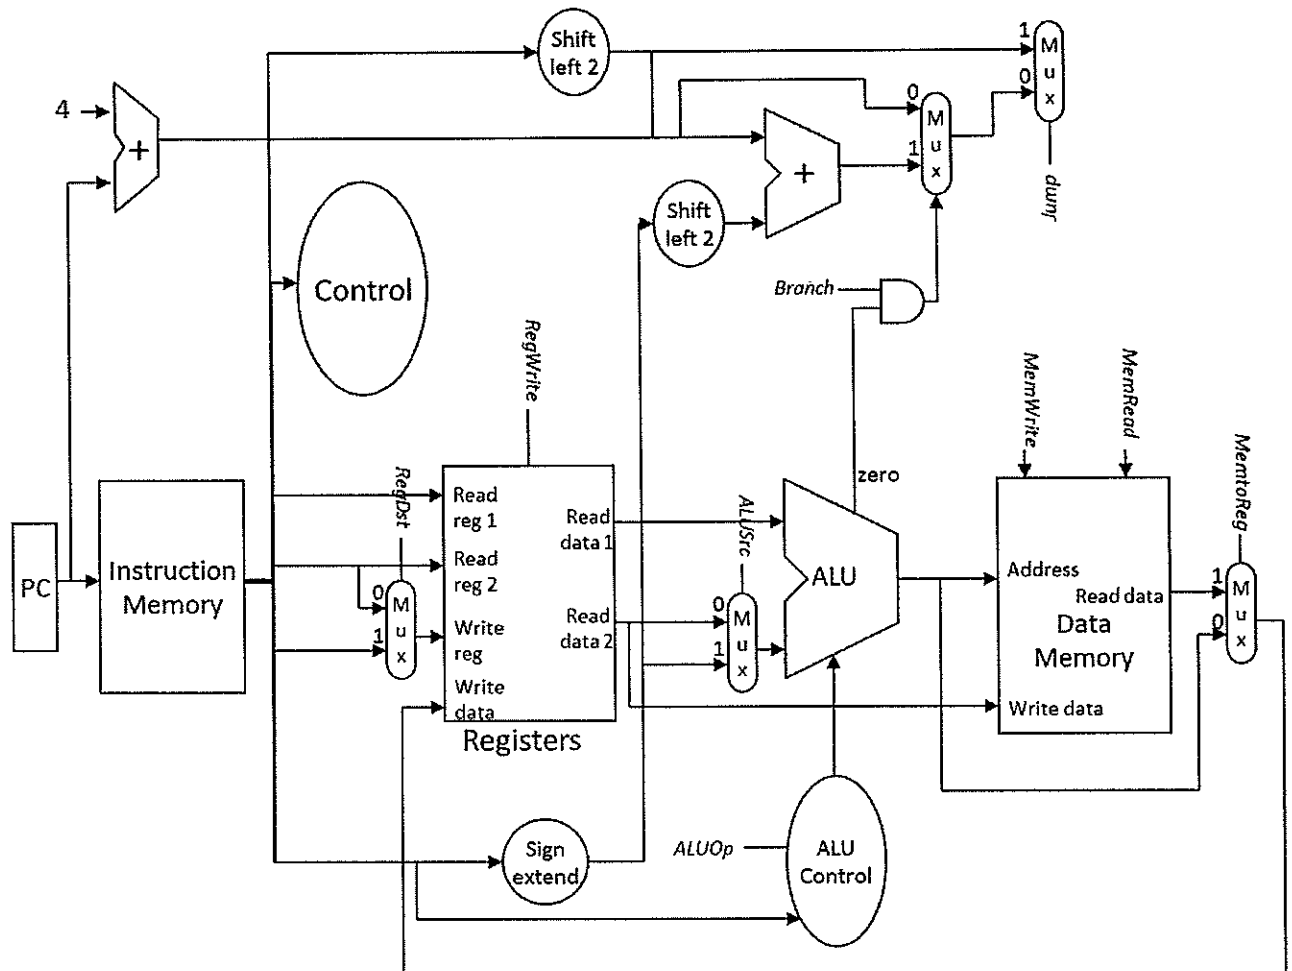 Shift
left 2
1
M
u
x
0
4
+
0
M
u
x
1
+
Shift
left 2
Control
Branch
RegWrite
MemWrite
MemRead
MemtoReg
RegDst
ALUSrc
zero
PC
Instruction
Memory
Read
reg 1
Read
reg 2
Write
reg
Write
data
Read
data 1
Read
data 2
Registers
0
M
u
x
1
0
M
u
x
1
ALU
Address
Read data
Data
Memory
Write data
1
M
u
x
0
Sign
extend
ALUOp
ALU
Control